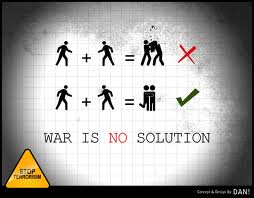 + =
+ =
WAR IS NO SOLUTION
STOP
TERRORISM
Concept & Design By DAN!